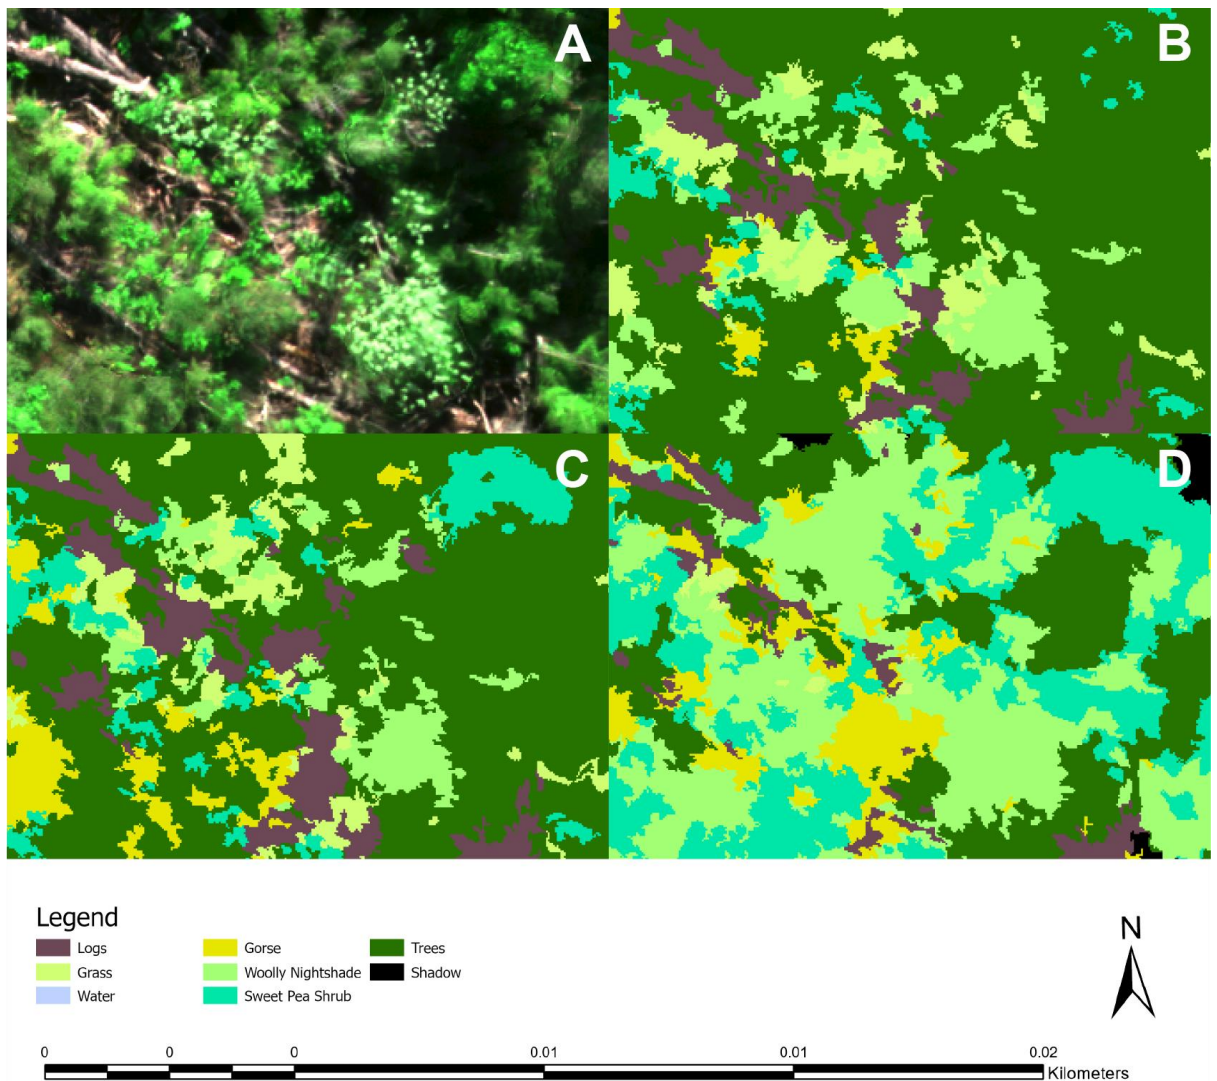 A
B
C
D
Legend
Logs
Grass
Water
Gorse
Woolly Nightshade
Sweet Pea Shrub
Trees
Shadow
N
0 0 0 0.01 0.01 0.02
Kilometers